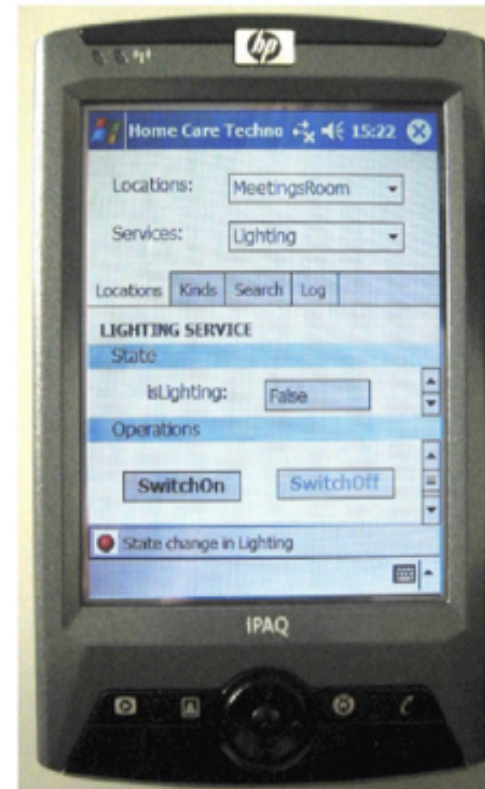 hp
Home Care Techno 15:22
Locations: MeetingsRoom
Services: Lighting
Locations Kinds Search Log
LIGHTING SERVICE
State
IsLighting: False
Operations
SwitchOn SwitchOff
State change in Lighting
iPAQ